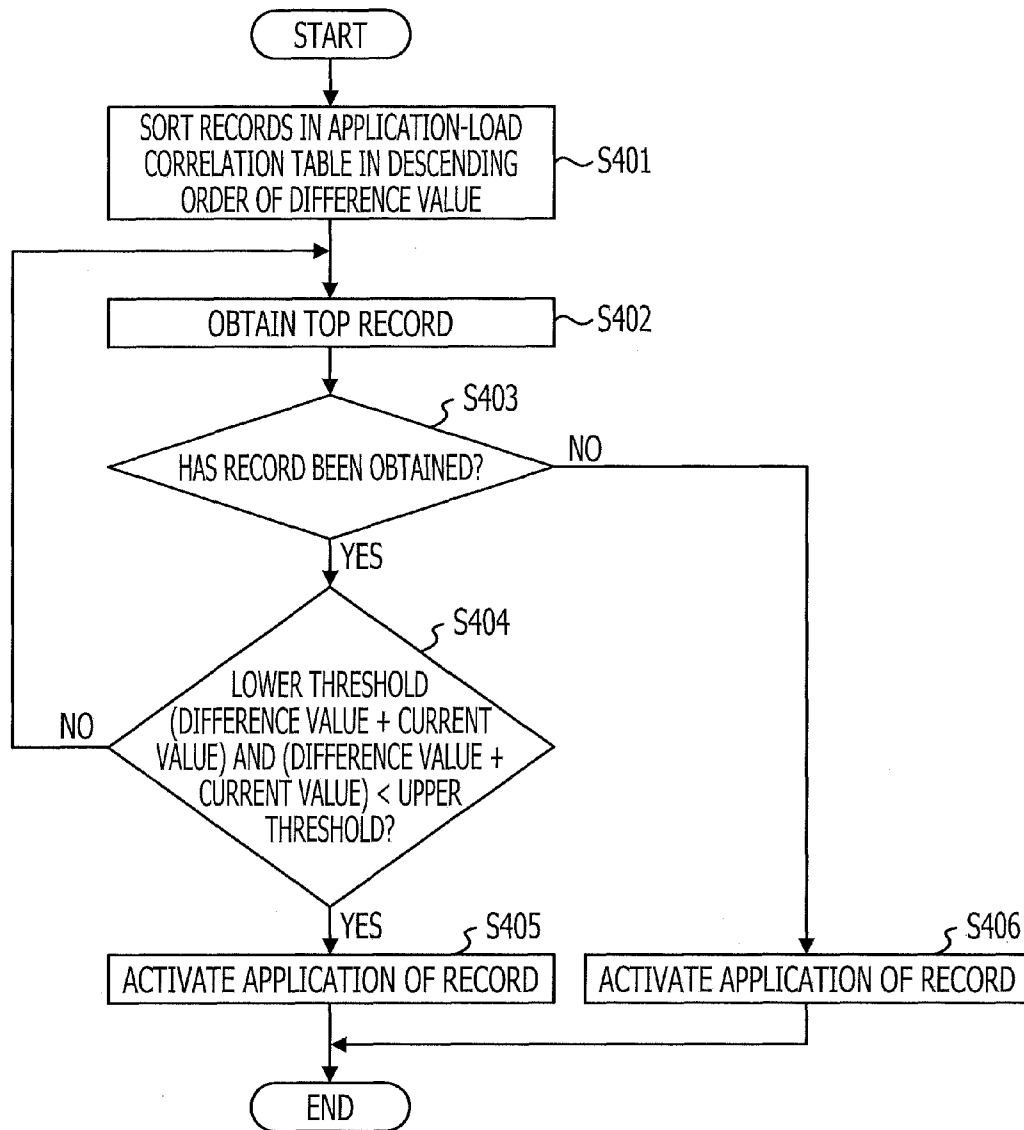 START
SORT RECORDS IN APPLICATION-LOAD
CORRELATION TABLE IN DESCENDING
ORDER OF DIFFERENCE VALUE
S401
OBTAIN TOP RECORD
S402
S403
HAS RECORD BEEN OBTAINED?
NO
YES
S404
LOWER THRESHOLD
(DIFFERENCE VALUE + CURRENT
VALUE) AND (DIFFERENCE VALUE +
CURRENT VALUE) < UPPER
THRESHOLD?
NO
YES
S405
ACTIVATE APPLICATION OF RECORD
S406
ACTIVATE APPLICATION OF RECORD
END